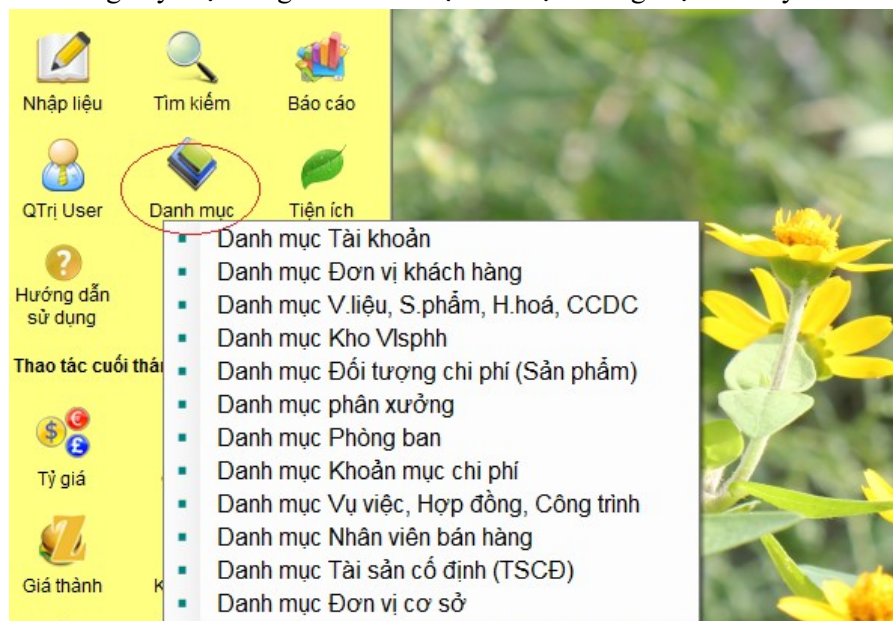 Nhập liệu
Tìm kiếm
Báo cáo
QTrị User
Danh mục
Tiện ích
Hướng dẫn
sử dụng
Thao tác cuối
Tỷ giá
Giá thành
Danh mục Tài khoản
Danh mục Đơn vị khách hàng
Danh mục V.liệu, S.phẩm, H.hoá, CCDC
Danh mục Kho Vlsphh
Danh mục Đối tượng chi phí (Sản phẩm)
Danh mục phân xưởng
Danh mục Phòng ban
Danh mục Khoản mục chi phí
Danh mục Vụ việc, Hợp đồng, Công trình
Danh mục Nhân viên bán hàng
Danh mục Tài sản cố định (TSCĐ)
Danh mục Đơn vị cơ sở